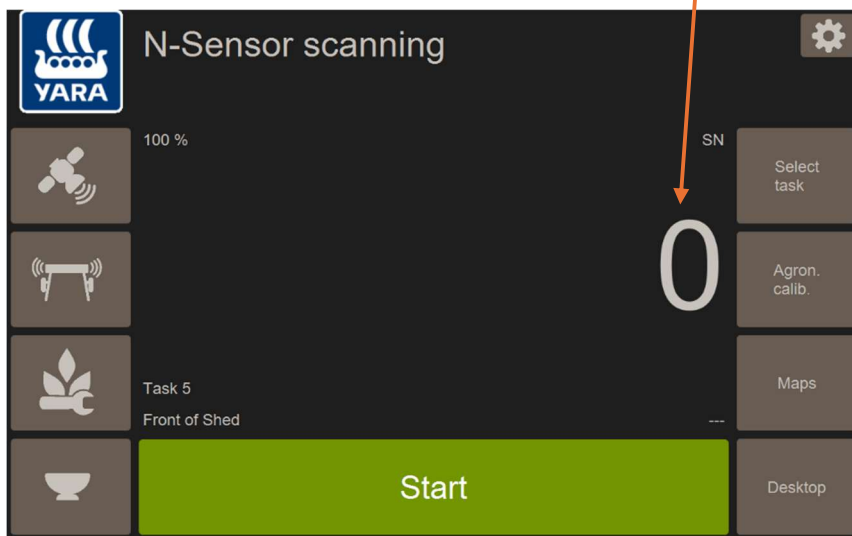 YARA
N-Sensor scanning
100 %
SN
Select
task
0
Agron.
calib.
Task 5
Maps
Front of Shed
---
Start
Desktop